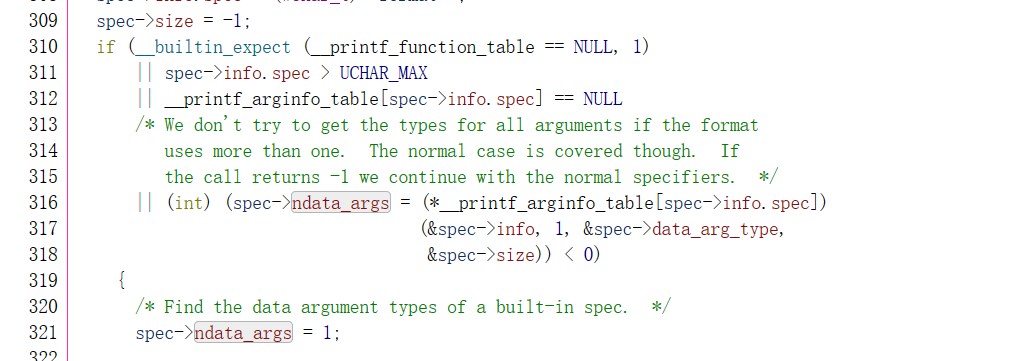 309 spec->size = -1;
310 if (__builtin_expect (__printf_function_table == NULL, 1)
311 || spec->info.spec > UCHAR_MAX
312 || __printf_arginfo_table[spec->info.spec] == NULL
313 /* We don't try to get the types for all arguments if the format
314 uses more than one.  The normal case is covered though.  If
315 the call returns -1 we continue with the normal specifiers.  */
316 || (int) (spec->ndata_args = (*__printf_arginfo_table[spec->info.spec])
317 (&spec->info, 1, &spec->data_arg_type,
318 &spec->size)) < 0)
319 {
320 /* Find the data argument types of a built-in spec.  */
321 spec->ndata_args = 1;
322